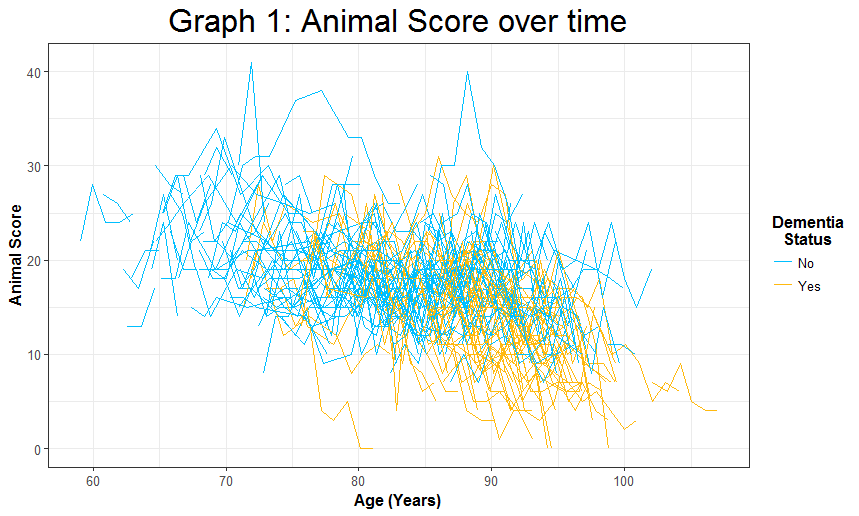 Graph 1: Animal Score over time
40
30
20
10
0
Animal Score
60 70 80 90 100
Age (Years)
Dementia
Status
No
Yes